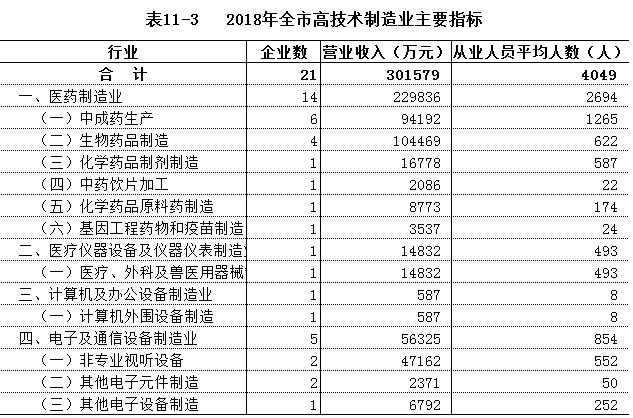 表11-3 2018年全市高技术制造业主要指标
行业 企业数 营业收入（万元） 从业人员平均人数（人）
合 计 21 301579 4049
一、医药制造业 14 229836 2694
（一）中成药生产 6 94192 1265
（二）生物药品制造 4 104469 622
（三）化学药品制剂制造 1 16778 587
（四）中药饮片加工 1 2086 22
（五）化学药品原料药制造 1 8773 174
（六）基因工程药物和疫苗制造 1 3537 24
二、医疗仪器设备及仪器仪表制造业 1 14832 493
（一）医疗、外科及兽医用器械 1 14832 493
三、计算机及办公设备制造业 1 587 8
（一）计算机外围设备制造 1 587 8
四、电子及通信设备制造业 5 56325 854
（一）非专业视听设备 2 47162 552
（二）其他电子元件制造 2 2371 50
（三）其他电子设备制造 1 6792 252